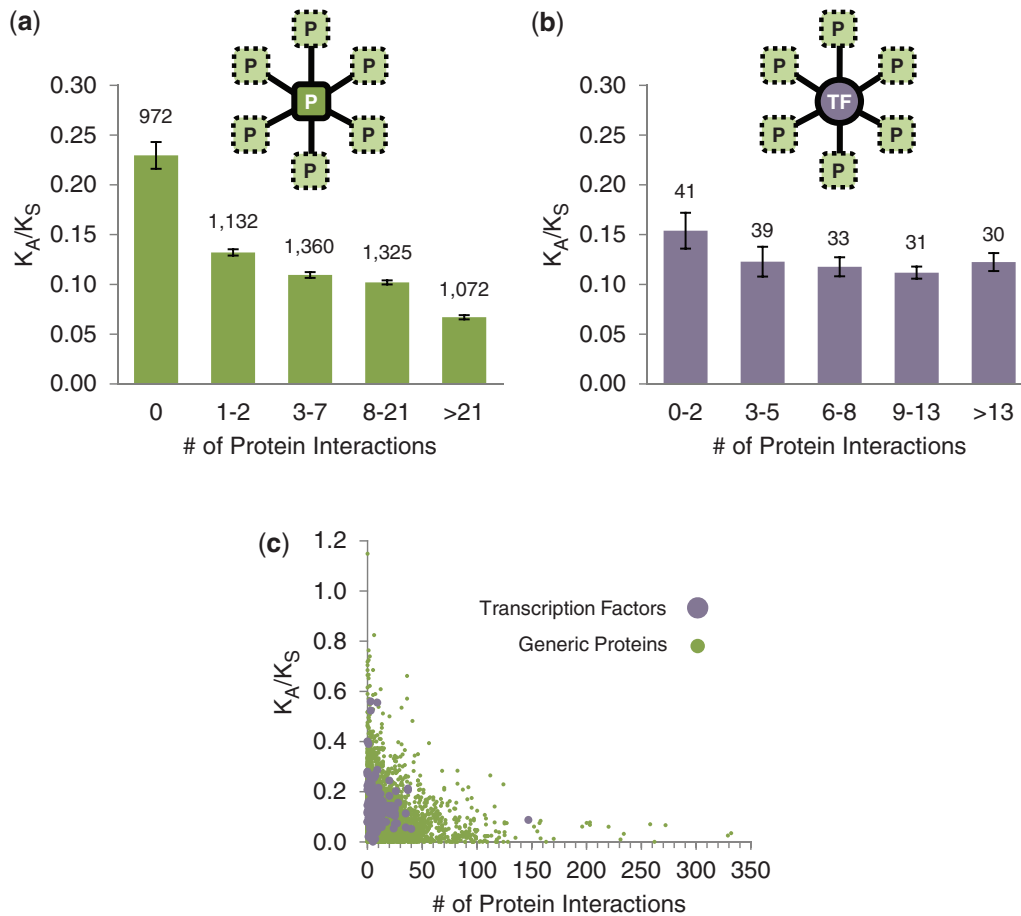 (a)
P
P P
P
P P
P
0.30
0.25
0.20
0.15
0.10
0.05
0.00
K_A/K_S
972
1,132
1,360
1,325
1,072
0 1-2 3-7 8-21 >21
# of Protein Interactions
(b)
P
P P
TF
P P
P
0.30
0.25
0.20
0.15
0.10
0.05
0.00
K_A/K_S
41
39
33
31
30
0-2 3-5 6-8 9-13 >13
# of Protein Interactions
(c)
1.2
1.0
0.8
0.6
0.4
0.2
0.0
K_A/K_S
Transcription Factors
Generic Proteins
0 50 100 150 200 250 300 350
# of Protein Interactions